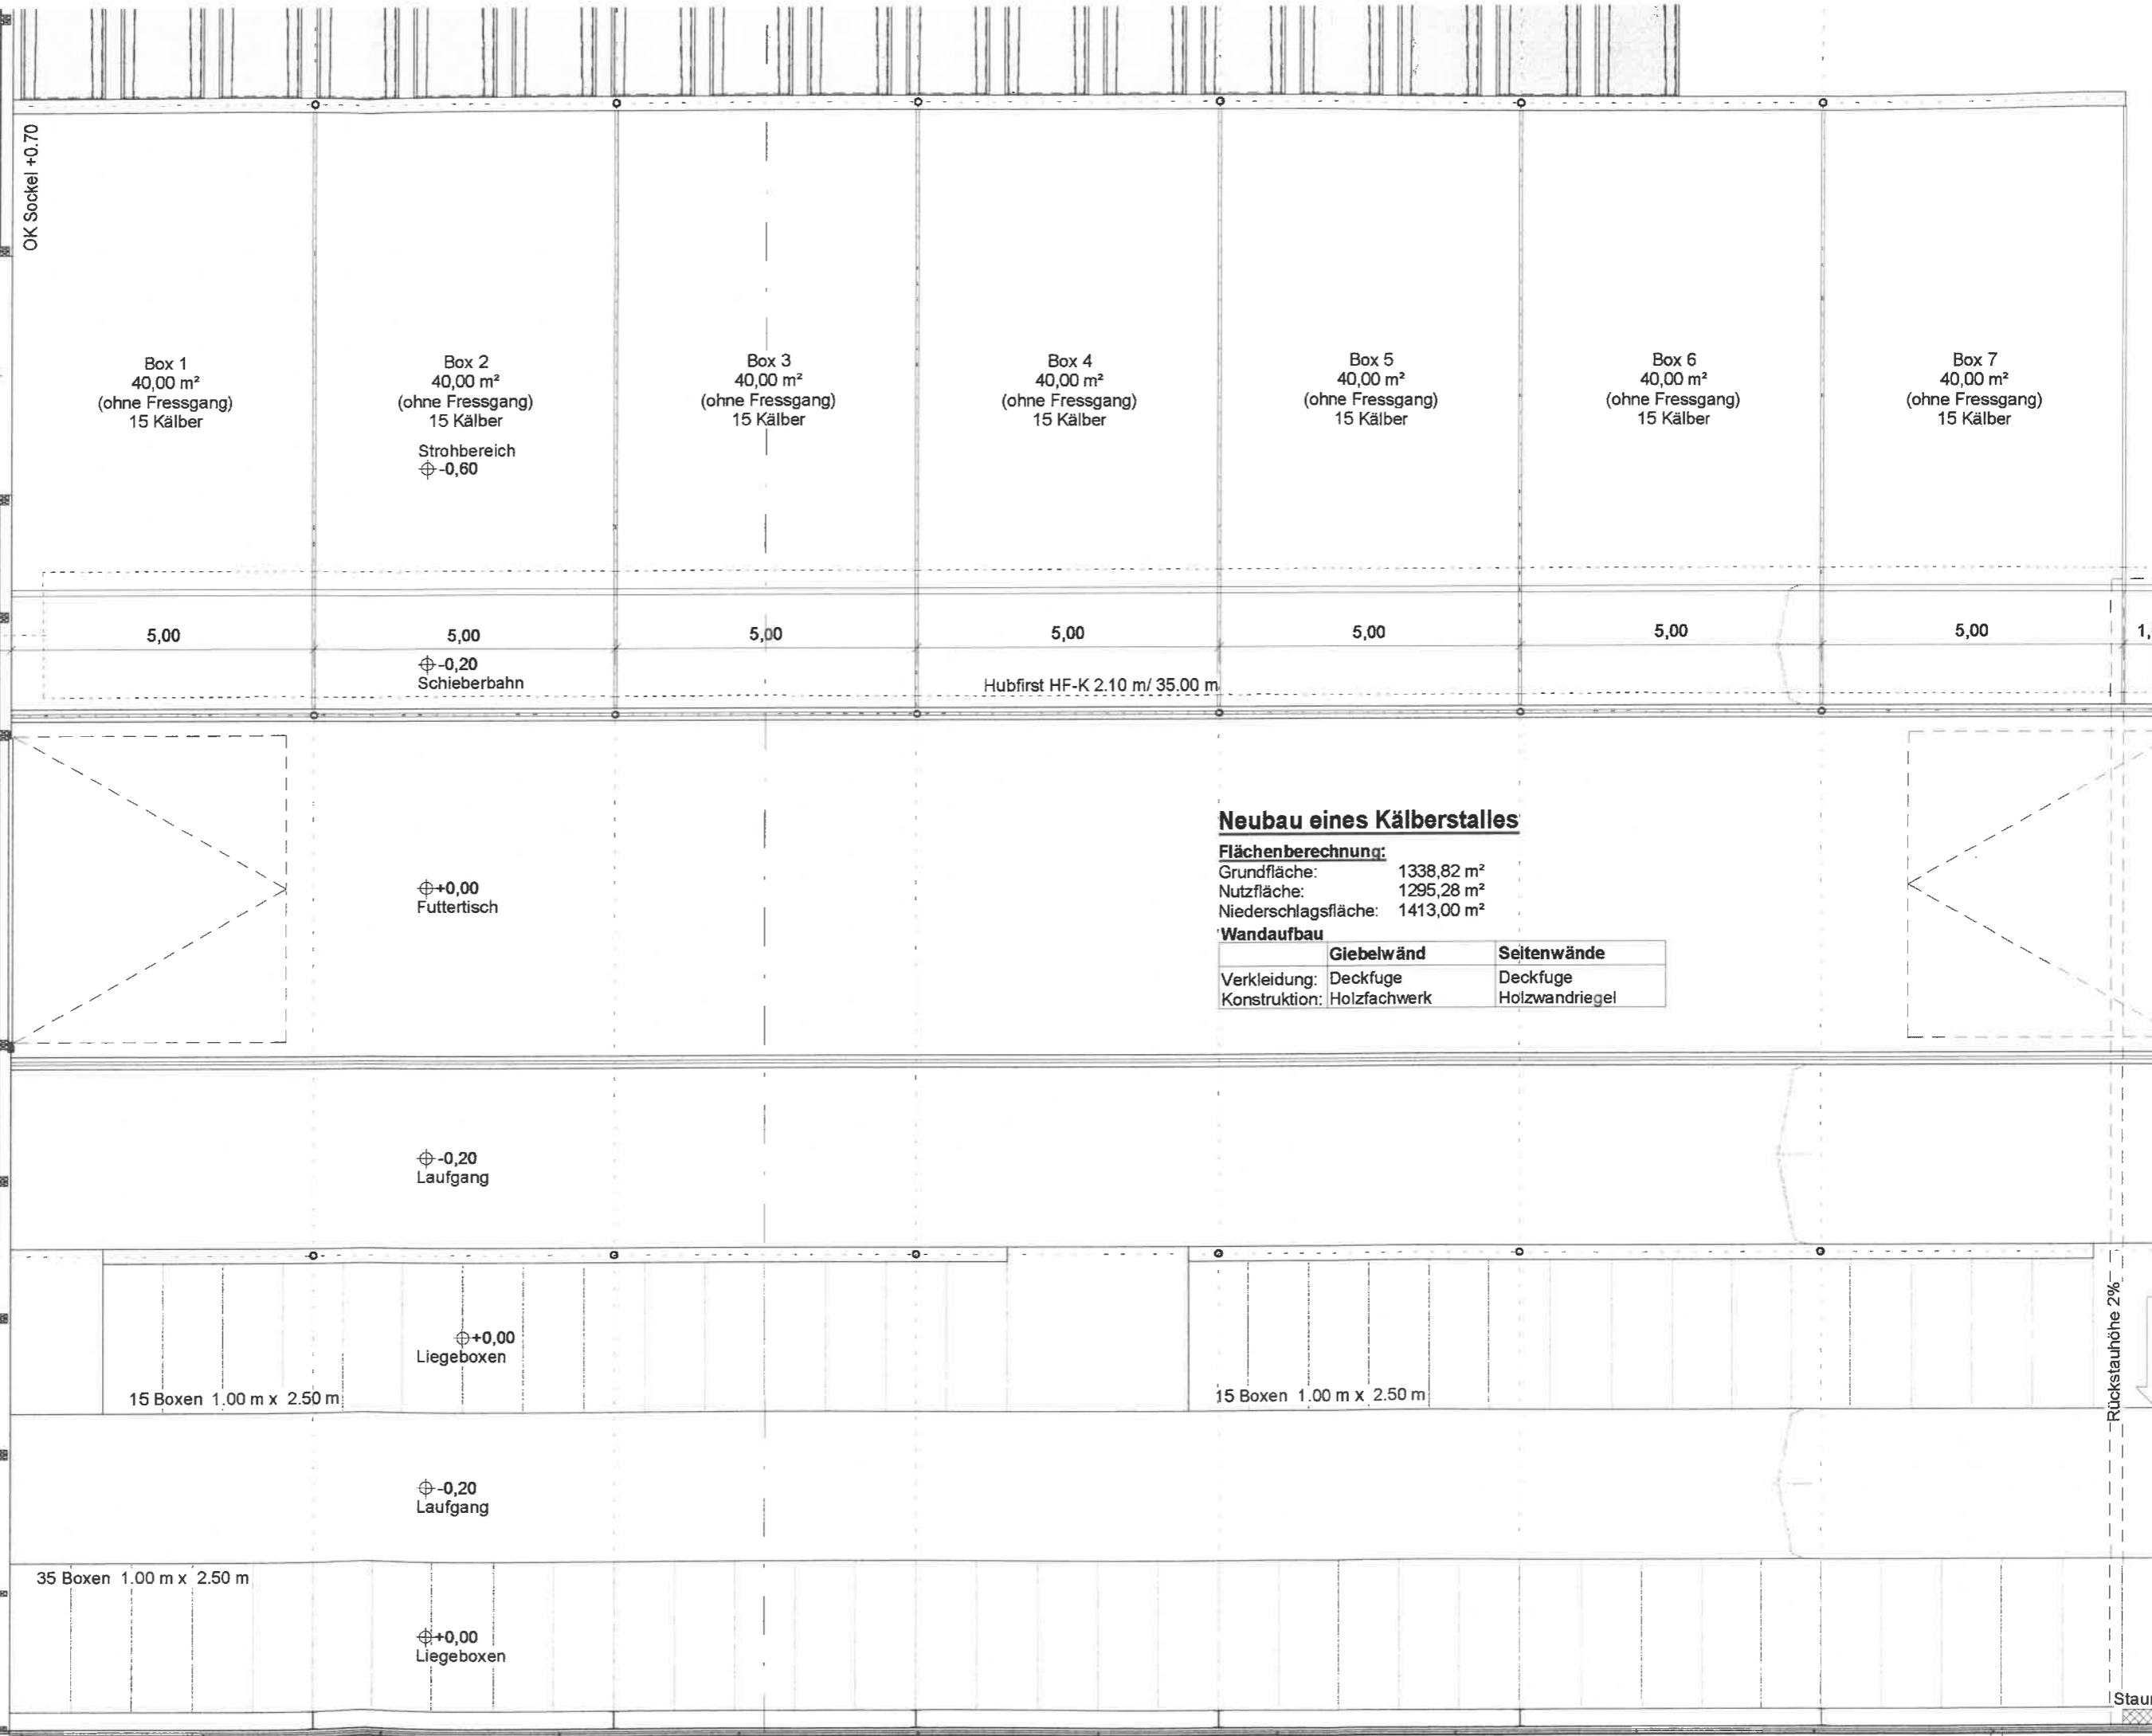 OK Sockel +0.70
Box 1
40,00 m²
(ohne Fressgang)
15 Kälber
Box 2
40,00 m²
(ohne Fressgang)
15 Kälber
Strohbereich
-0,60
Box 3
40,00 m²
(ohne Fressgang)
15 Kälber
Box 4
40,00 m²
(ohne Fressgang)
15 Kälber
Box 5
40,00 m²
(ohne Fressgang)
15 Kälber
Box 6
40,00 m²
(ohne Fressgang)
15 Kälber
Box 7
40,00 m²
(ohne Fressgang)
15 Kälber
5,00 5,00 5,00 5,00 5,00 5,00 5,00 1,
-0,20
Schieberbahn
Hubfirst HF-K 2.10 m/ 35.00 m
Neubau eines Kälberstalles
Flächenberechnung:
Grundfläche: 1338,82 m²
Nutzfläche: 1295,28 m²
Niederschlagsfläche: 1413,00 m²
Wandaufbau
Giebelwänd Seitenwände
Verkleidung: Deckfuge Deckfuge
Konstruktion: Holzfachwerk Holzwandriegel
+0,00
Futtertisch
-0,20
Laufgang
+0,00
Liegeboxen
15 Boxen 1.00 m x 2.50 m
15 Boxen 1.00 m x 2.50 m
Rückstauhöhe 2%
-0,20
Laufgang
35 Boxen 1.00 m x 2.50 m
+0,00
Liegeboxen
Staur